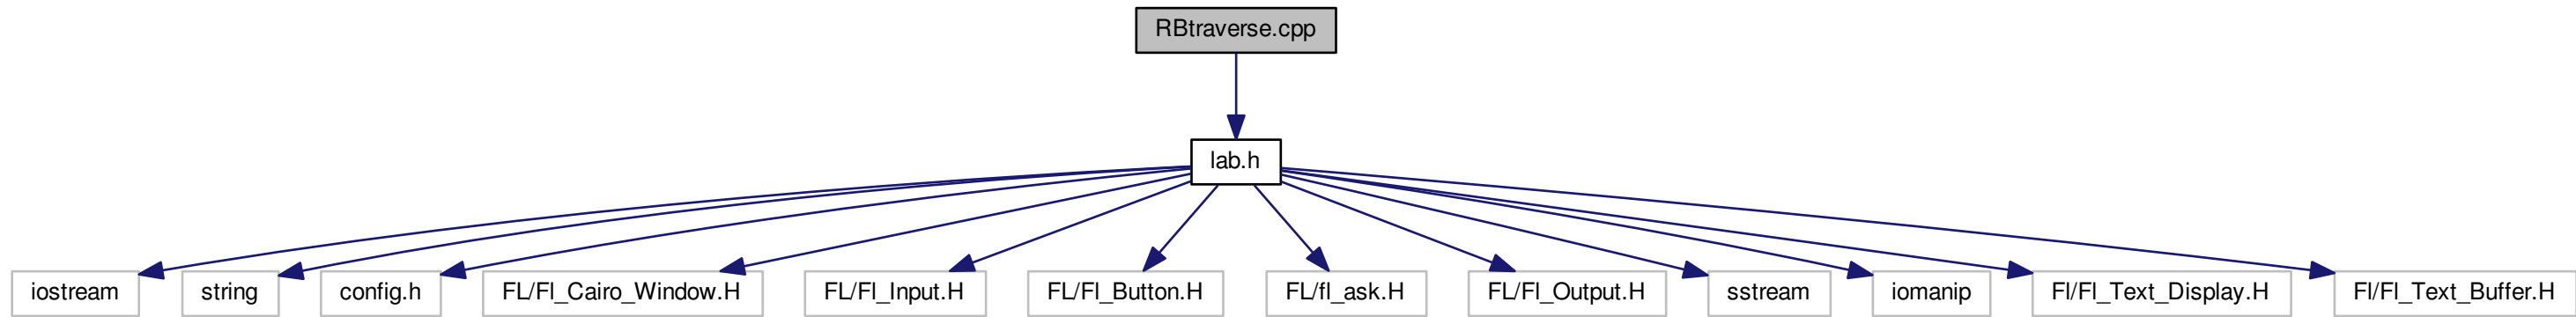 RBtraverse.cpp
lab.h
iostream
string
config.h
FL/Fl_Cairo_Window.H
FL/Fl_Input.H
FL/Fl_Button.H
FL/fl_ask.H
FL/Fl_Output.H
sstream
iomanip
Fl/Fl_Text_Display.H
Fl/Fl_Text_Buffer.H